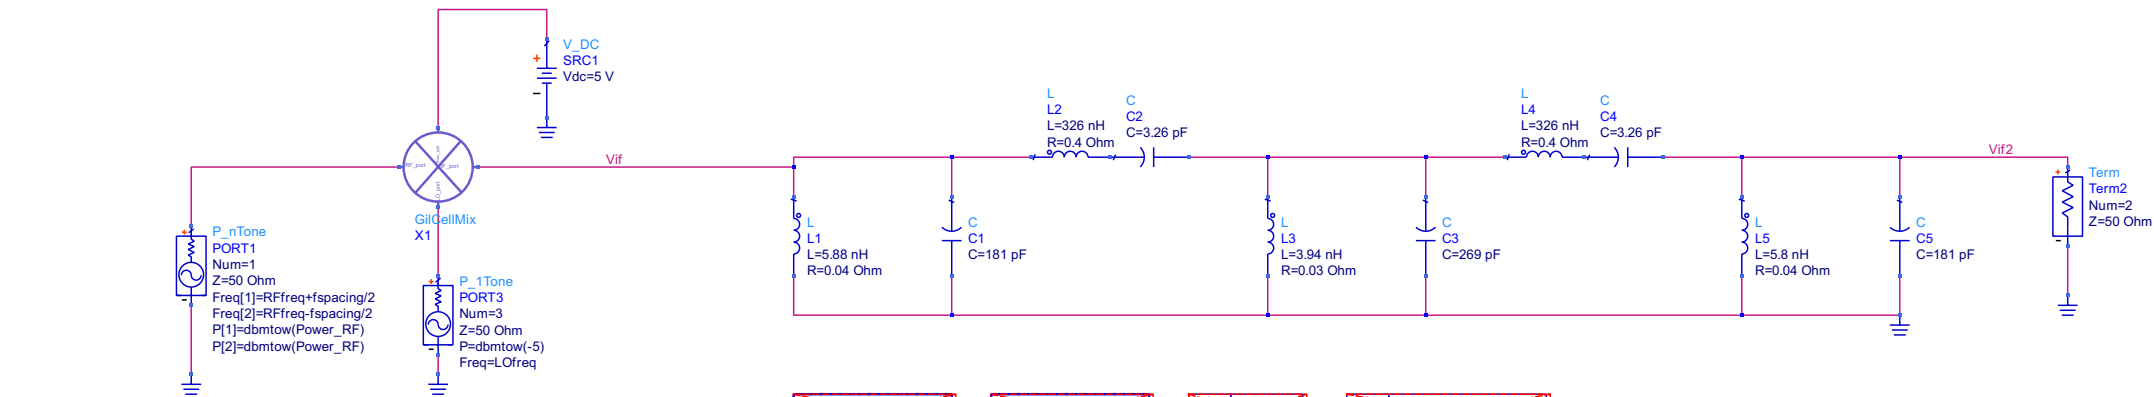 V_DC
SRC1
Vdc=5 V
Vif
GilCellMix
X1
P_nTone
PORT1
Num=1
Z=50 Ohm
Freq[1]=RFfreq+fspacing/2
Freq[2]=RFfreq-fspacing/2
P[1]=dbmtow(Power_RF)
P[2]=dbmtow(Power_RF)
P_1Tone
PORT3
Num=3
Z=50 Ohm
P=dbmtow(-5)
Freq=LOfreq
L
L1
L=5.88 nH
R=0.04 Ohm
C
C1
C=181 pF
L
L2
L=326 nH
R=0.4 Ohm
C
C2
C=3.26 pF
L
L3
L=3.94 nH
R=0.03 Ohm
C
C3
C=269 pF
L
L4
L=326 nH
R=0.4 Ohm
C
C4
C=3.26 pF
L
L5
L=5.8 nH
R=0.04 Ohm
C
C5
C=181 pF
Vif2
Term
Term2
Num=2
Z=50 Ohm
RF_port